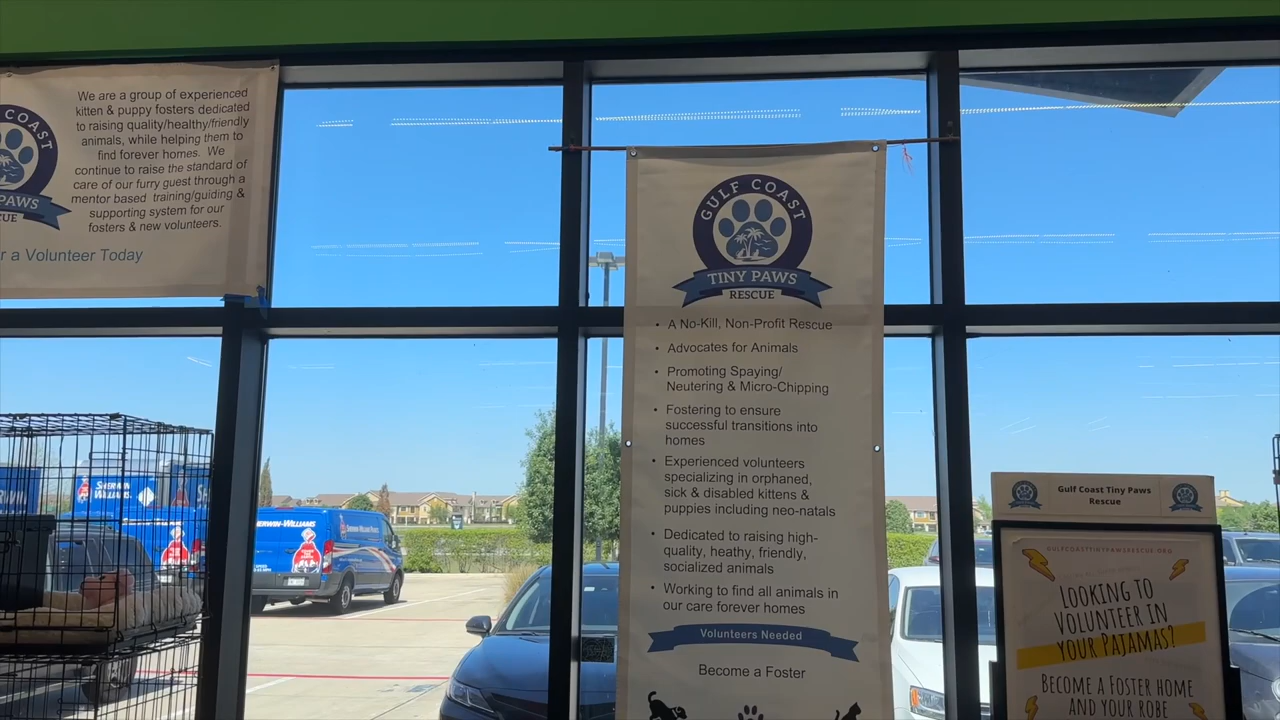 We are a group of experienced
kitten & puppy fosters dedicated
to raising quality/healthy/friendly
animals, while helping them to
find forever homes. We
continue to raise the standard of
care of our furry guest through a
mentor based training/guiding &
supporting system for our
fosters & new volunteers.
r a Volunteer Today
COAST
PAWS
CUE
GULF COAST
TINY PAWS
RESCUE
• A No-Kill, Non-Profit Rescue
• Advocates for Animals
• Promoting Spaying/
Neutering & Micro-Chipping
• Fostering to ensure
successful transitions into
homes
• Experienced volunteers
specializing in orphaned,
sick & disabled kittens &
puppies including neo-natals
• Dedicated to raising high-
quality, heathy, friendly,
socialized animals
• Working to find all animals in
our care forever homes
Volunteers Needed
Become a Foster
Sherwin-Williams.
Sherwin-Williams
Gulf Coast Tiny Paws
Rescue
GULFCOASTTINYPAWSRESCUE.ORG
LOOKING TO
VOLUNTEER IN
YOUR PAJAMAS?
BECOME A FOSTER HOME
AND YOUR ROBE